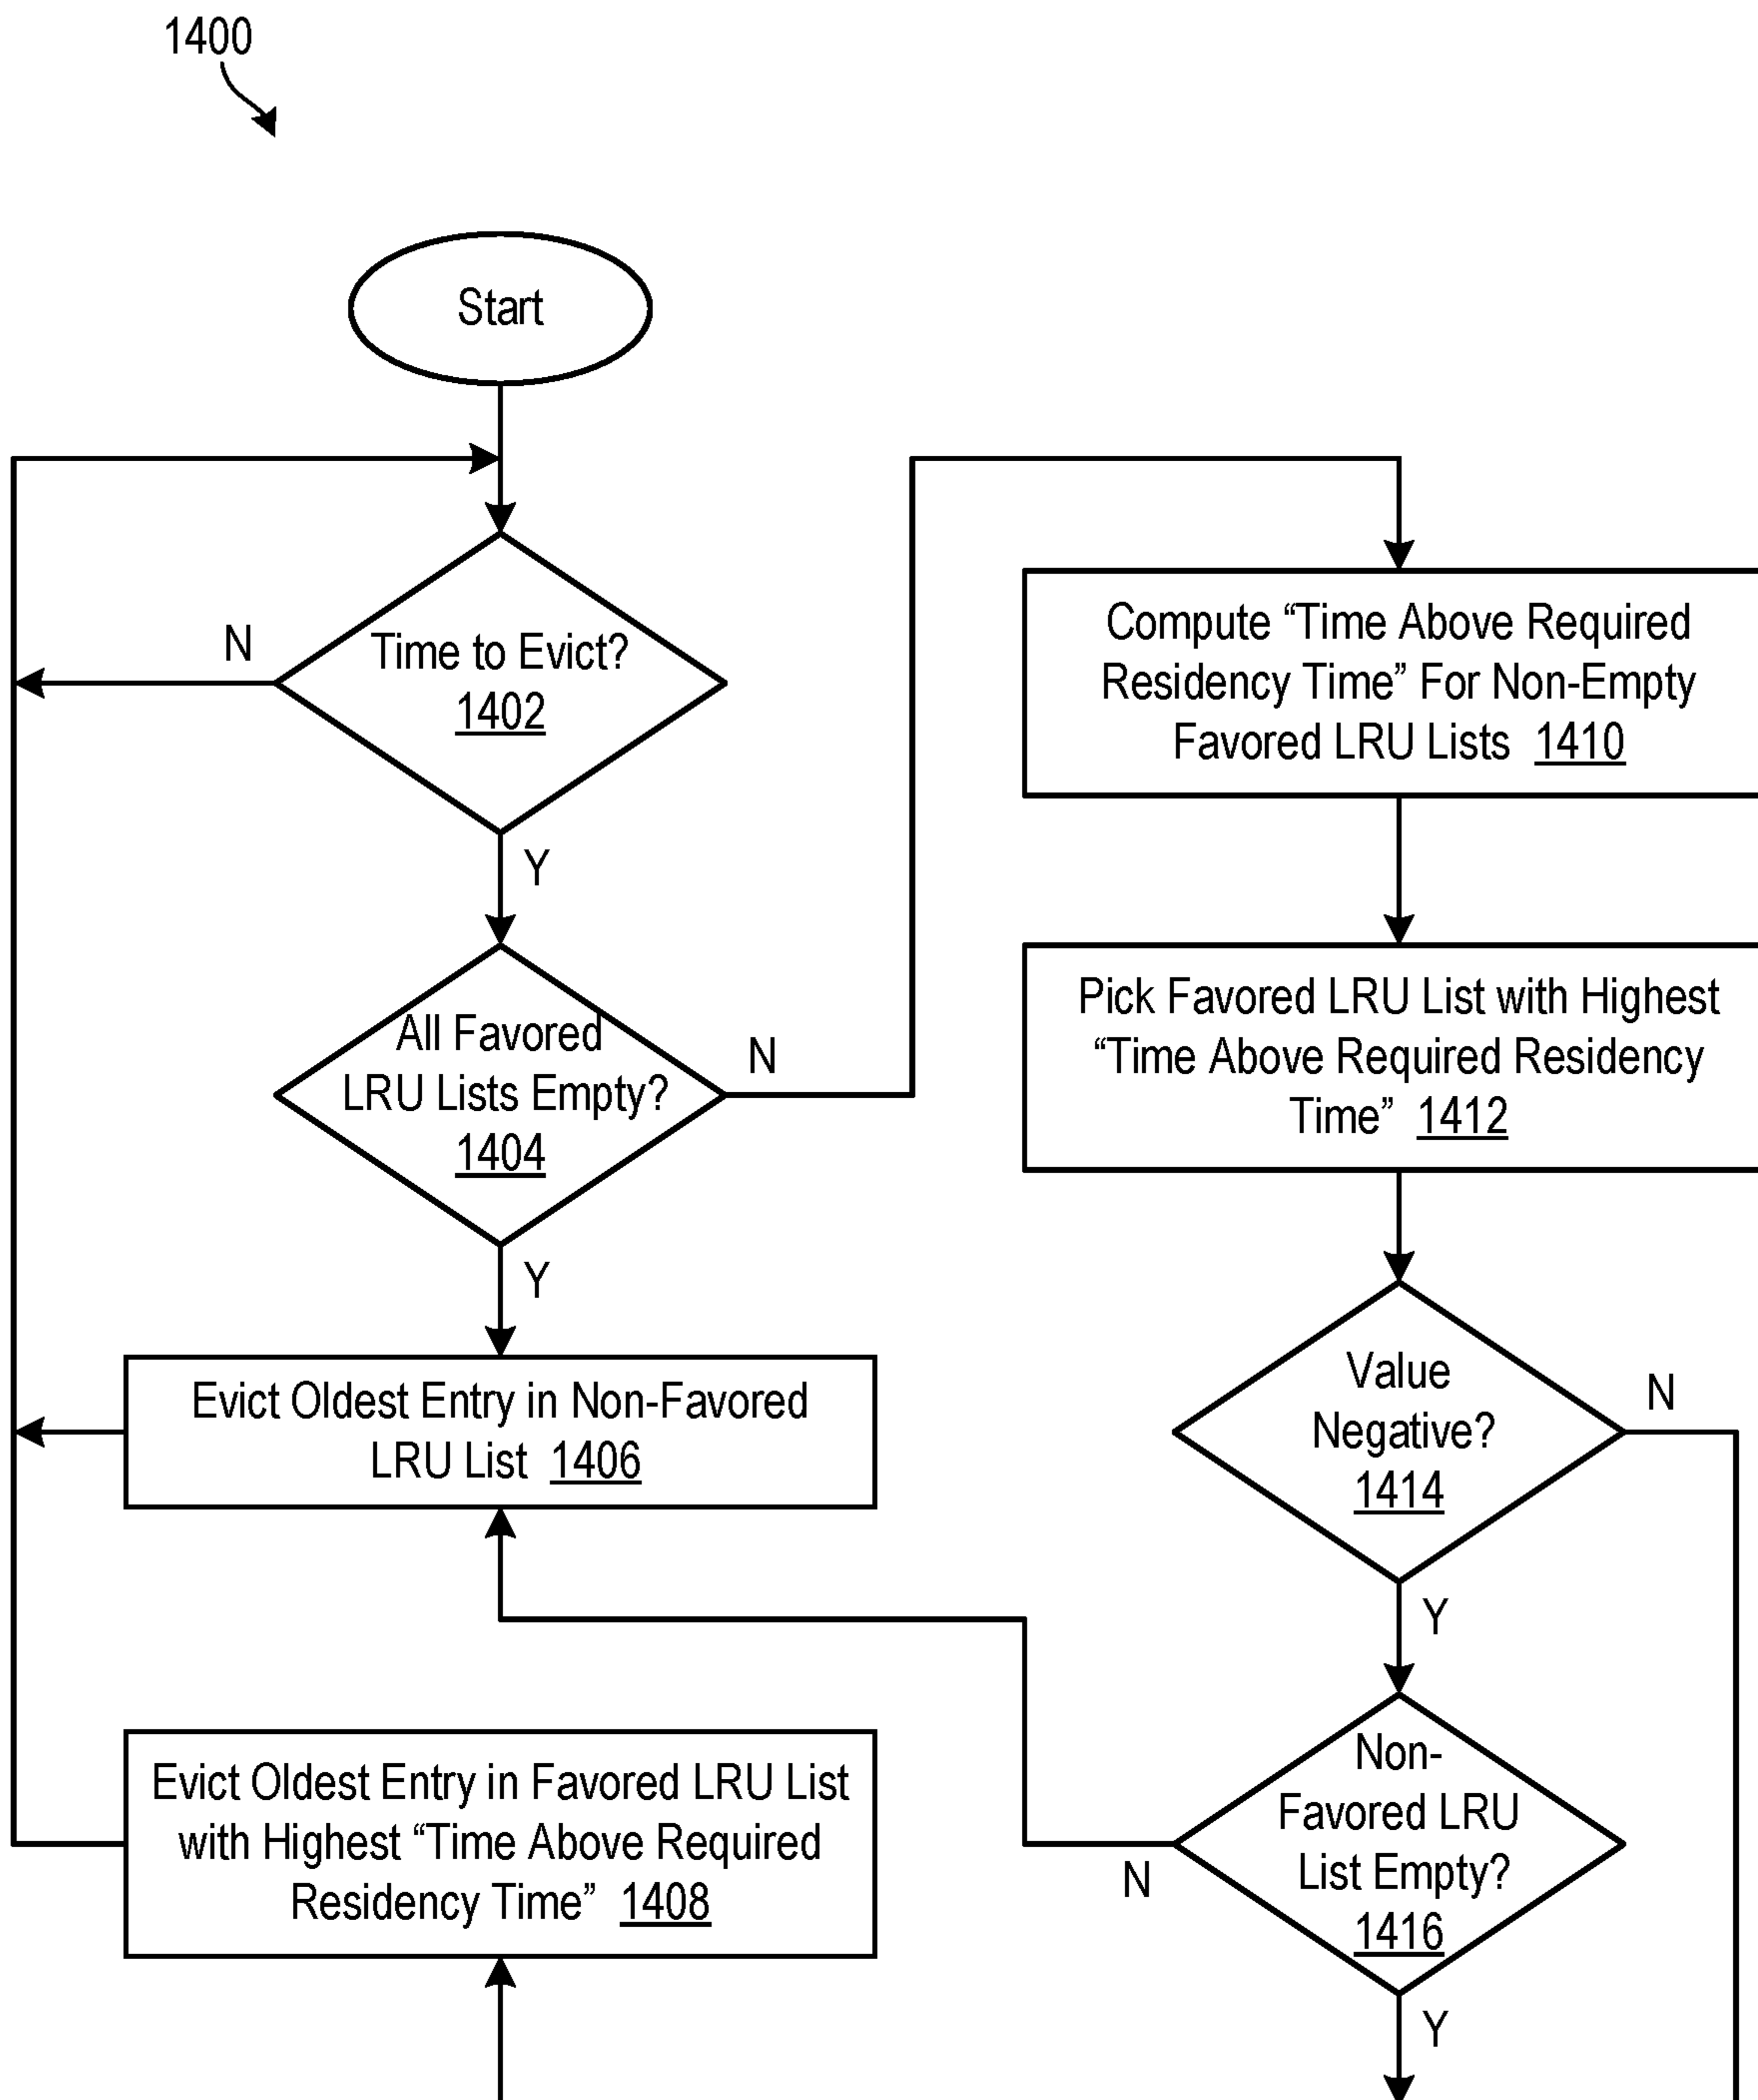 1400
Start
N
Time to Evict?
1402
Y
All Favored
LRU Lists Empty?
1404
N
Y
Evict Oldest Entry in Non-Favored
LRU List 1406
Evict Oldest Entry in Favored LRU List
with Highest “Time Above Required
Residency Time” 1408
Compute “Time Above Required
Residency Time” For Non-Empty
Favored LRU Lists 1410
Pick Favored LRU List with Highest
“Time Above Required Residency
Time” 1412
Value
Negative?
1414
N
Y
Non-
Favored LRU
List Empty?
1416
N
Y